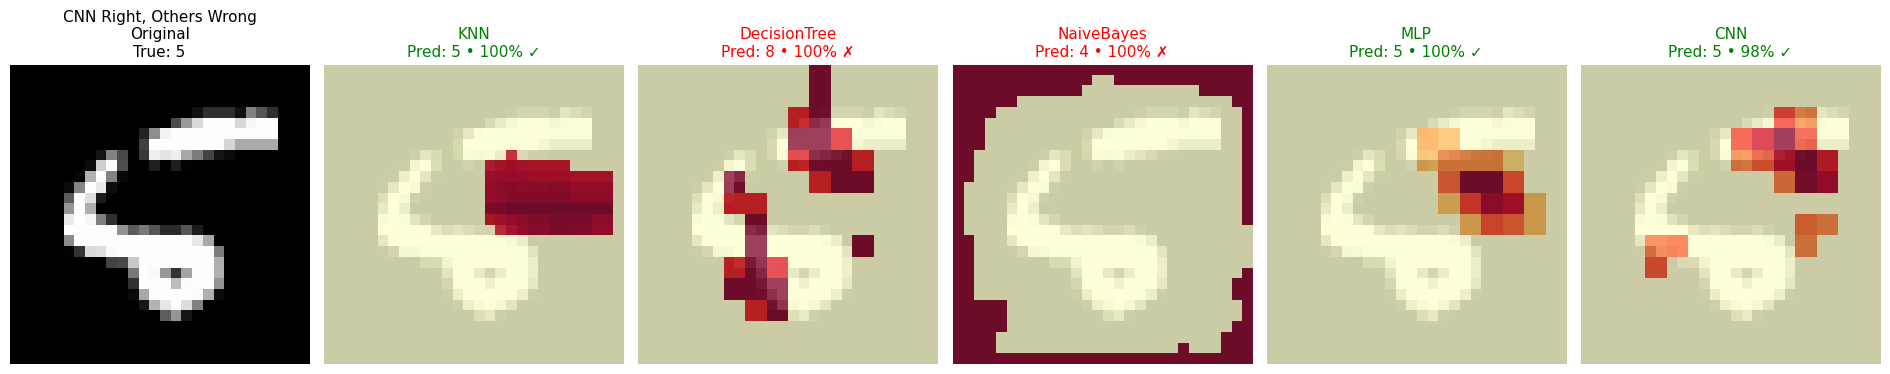 CNN Right, Others Wrong
Original
True: 5
KNN
Pred: 5 • 100% ✓
DecisionTree
Pred: 8 • 100% ✗
NaiveBayes
Pred: 4 • 100% ✗
MLP
Pred: 5 • 100% ✓
CNN
Pred: 5 • 98% ✓